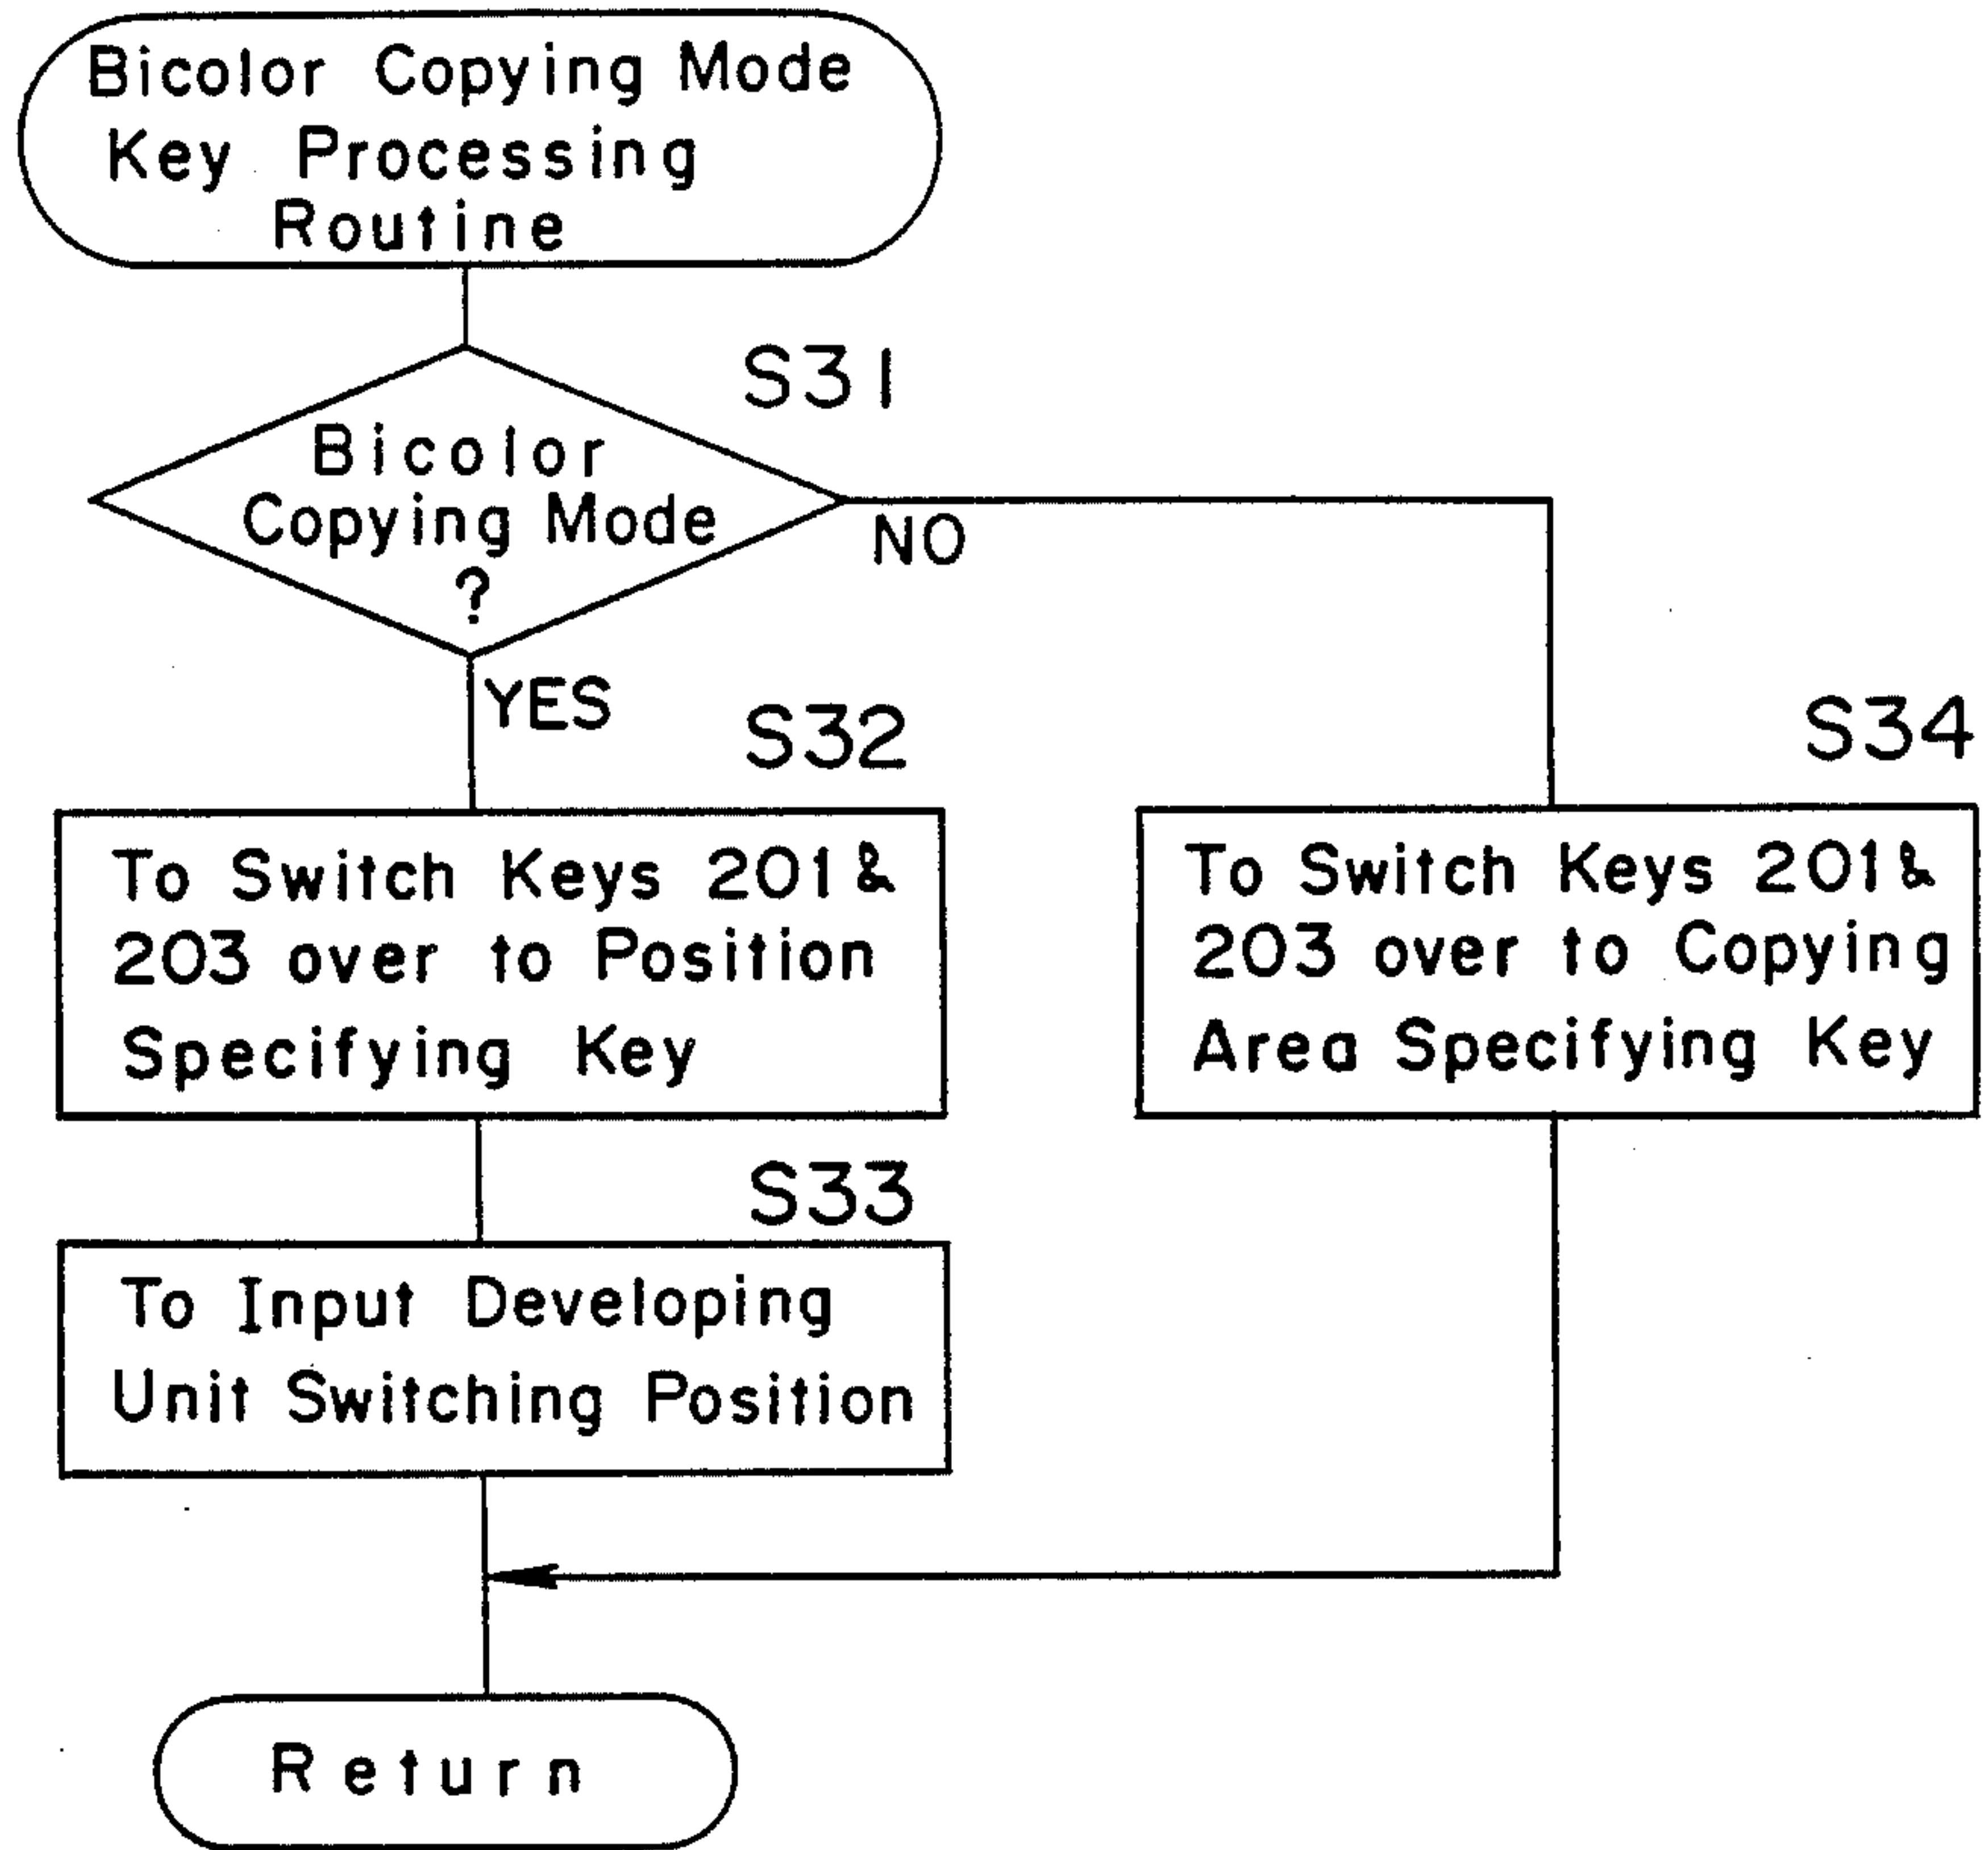 Bicolor Copying Mode
Key Processing
Routine
S31
Bicolor
Copying Mode
?
NO
YES
S32
To Switch Keys 201 &
203 over to Position
Specifying Key
S34
To Switch Keys 201 &
203 over to Copying
Area Specifying Key
S33
To Input Developing
Unit Switching Position
Return